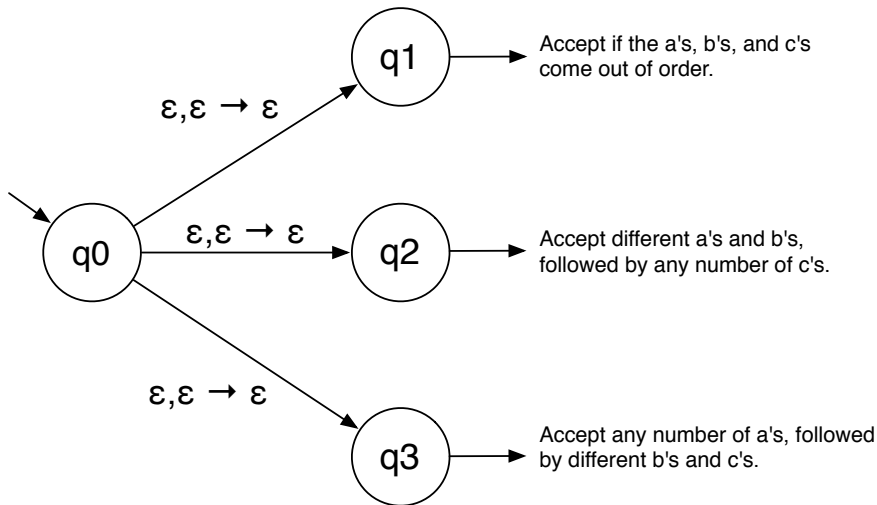 q1
Accept if the a's, b's, and c's
come out of order.
ε,ε → ε
q0
ε,ε → ε
q2
Accept different a's and b's,
followed by any number of c's.
ε,ε → ε
q3
Accept any number of a's, followed
by different b's and c's.